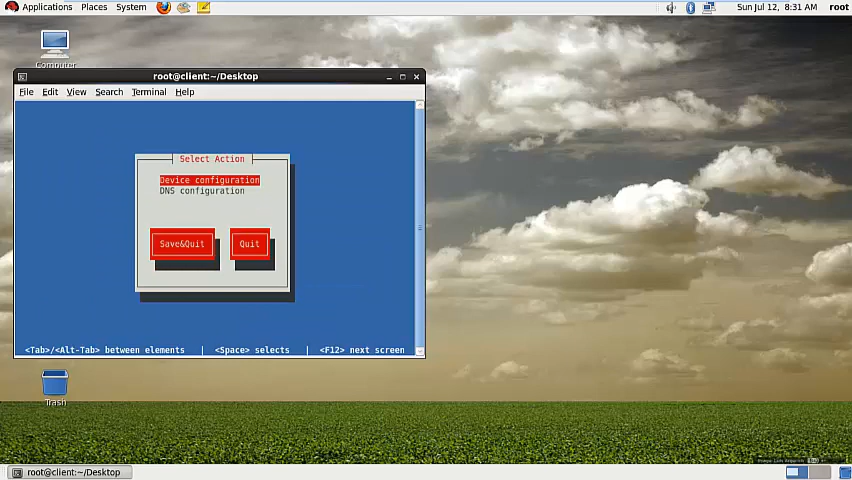 Applications Places System
Sun Jul 12, 8:31 AM root
Computer
root@client:~/Desktop
File Edit View Search Terminal Help
Select Action
Device configuration
DNS configuration
Save&Quit Quit
<Tab>/<Alt-Tab> between elements | <Space> selects | <F12> next screen
Trash
root@client:~/Desktop